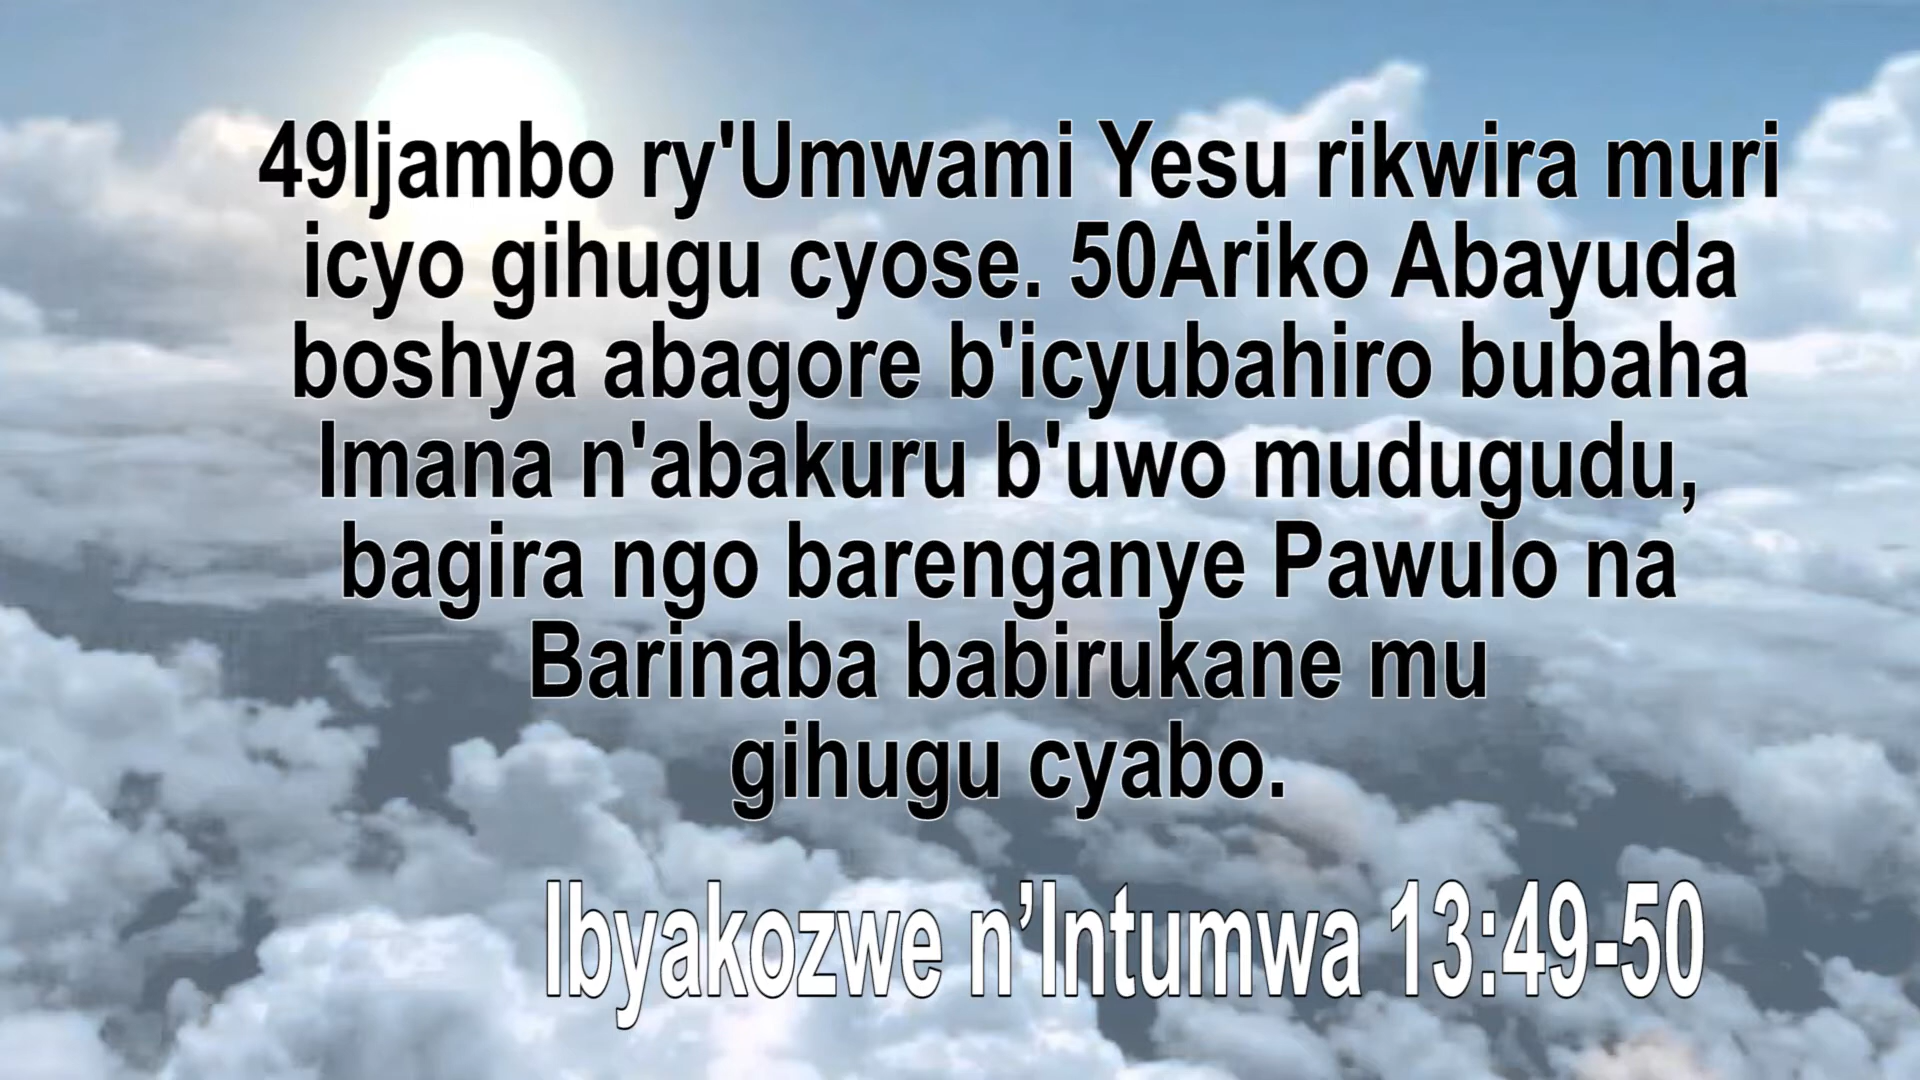 49Ijambo ry'Umwami Yesu rikwira muri
icyo gihugu cyose. 50Ariko Abayuda
boshya abagore b'icyubahiro bubaha
Imana n'abakuru b'uwo mudugudu,
bagira ngo barenganye Pawulo na
Barinaba babirukane mu
gihugu cyabo.
Ibyakozwe n’Intumwa 13:49-50